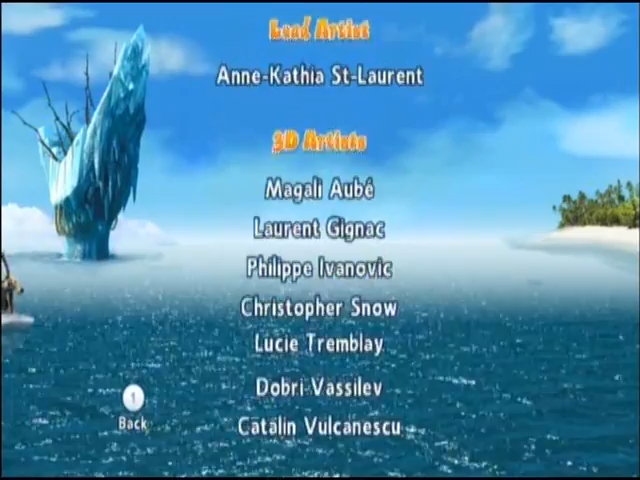 Lead Artist
Anne-Kathia St-Laurent
3D Artists
Magali Aubé
Laurent Gignac
Philippe Ivanovic
Christopher Snow
Lucie Tremblay
Dobri Vassilev
Catalin Vulcanescu
1
Back